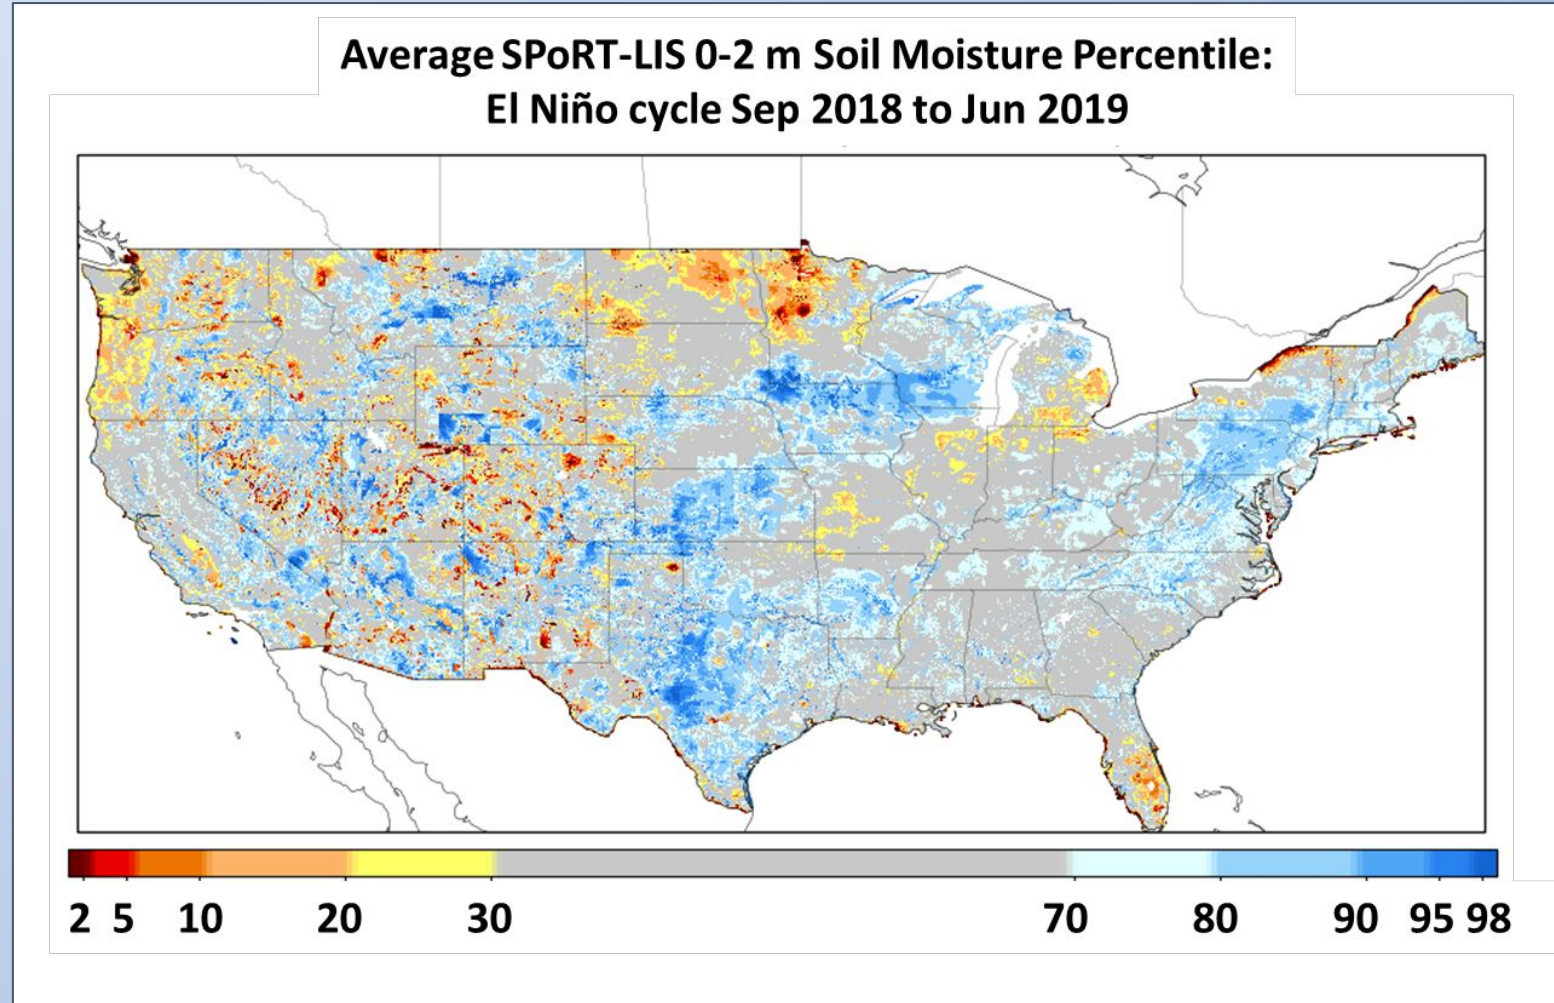 Average SPoRT-LIS 0-2 m Soil Moisture Percentile:
El Niño cycle Sep 2018 to Jun 2019
2 5 10 20 30 70 80 90 95 98